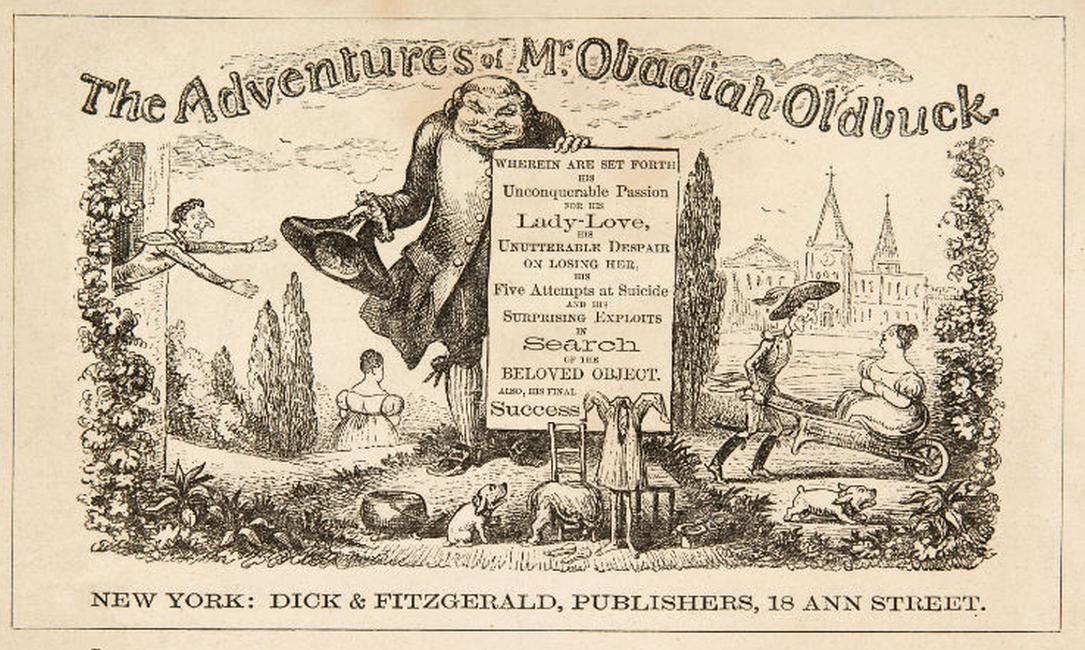 The Adventures of Mr. Obadiah Oldbuck.
WHEREIN ARE SET FORTH
HIS
Unconquerable Passion
FOR HIS
Lady-Love,
HIS
UNUTTERABLE DESPAIR
ON LOSING HER,
HIS
Five Attempts at Suicide
AND HIS
SURPRISING EXPLOITS
IN
Search
OF THE
BELOVED OBJECT.
ALSO, HIS FINAL
Success
NEW YORK: DICK & FITZGERALD, PUBLISHERS, 18 ANN STREET.